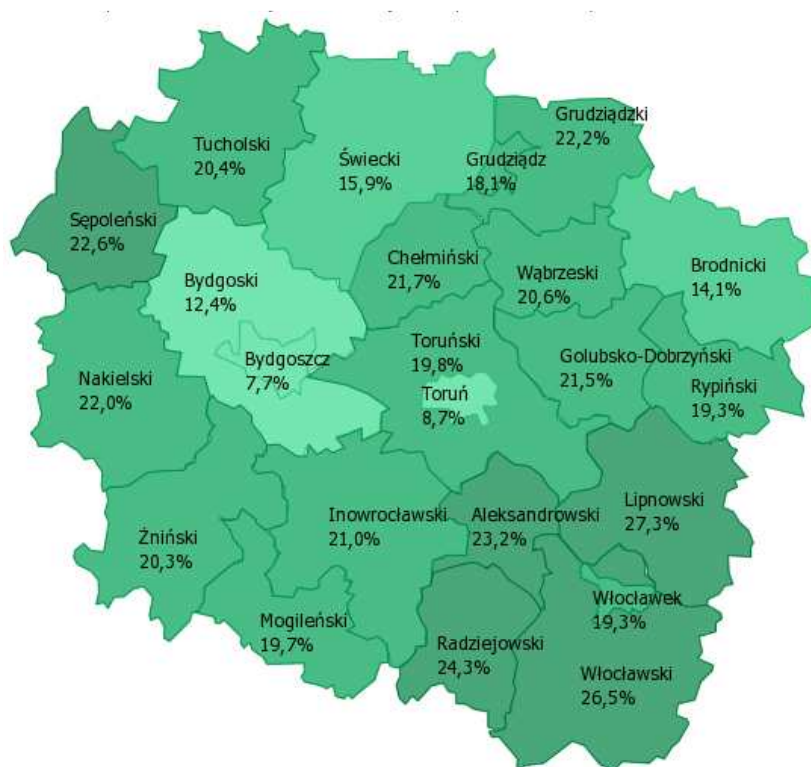 Grudziądzki
22,2%
Tucholski
20,4%
Świecki
15,9%
Grudziądz
18,1%
Sępoleński
22,6%
Chełmiński
21,7%
Wąbrzeski
20,6%
Brodnicki
14,1%
Bydgoski
12,4%
Bydgoszcz
7,7%
Toruński
19,8%
Golubsko-Dobrzyński
21,5%
Nakielski
22,0%
Toruń
8,7%
Rypiński
19,3%
Żniński
20,3%
Inowrocławski
21,0%
Aleksandrowski
23,2%
Lipnowski
27,3%
Mogileński
19,7%
Radziejowski
24,3%
Włocławek
19,3%
Włocławski
26,5%